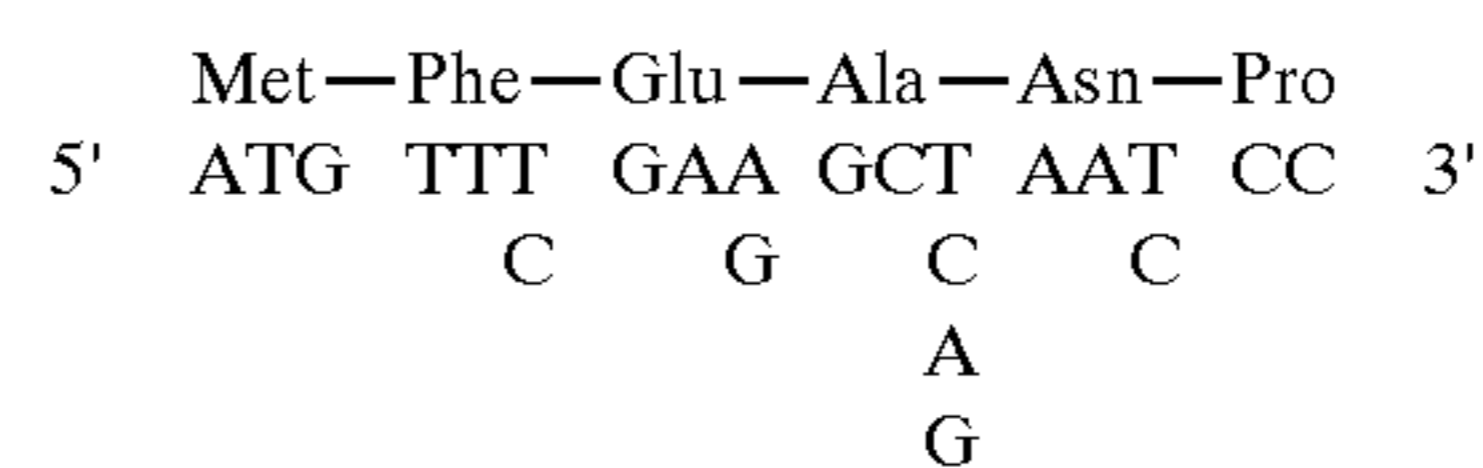 Met—Phe—Glu—Ala—Asn—Pro
5' ATG TTT GAA GCT AAT CC 3'
C G C C
A
G